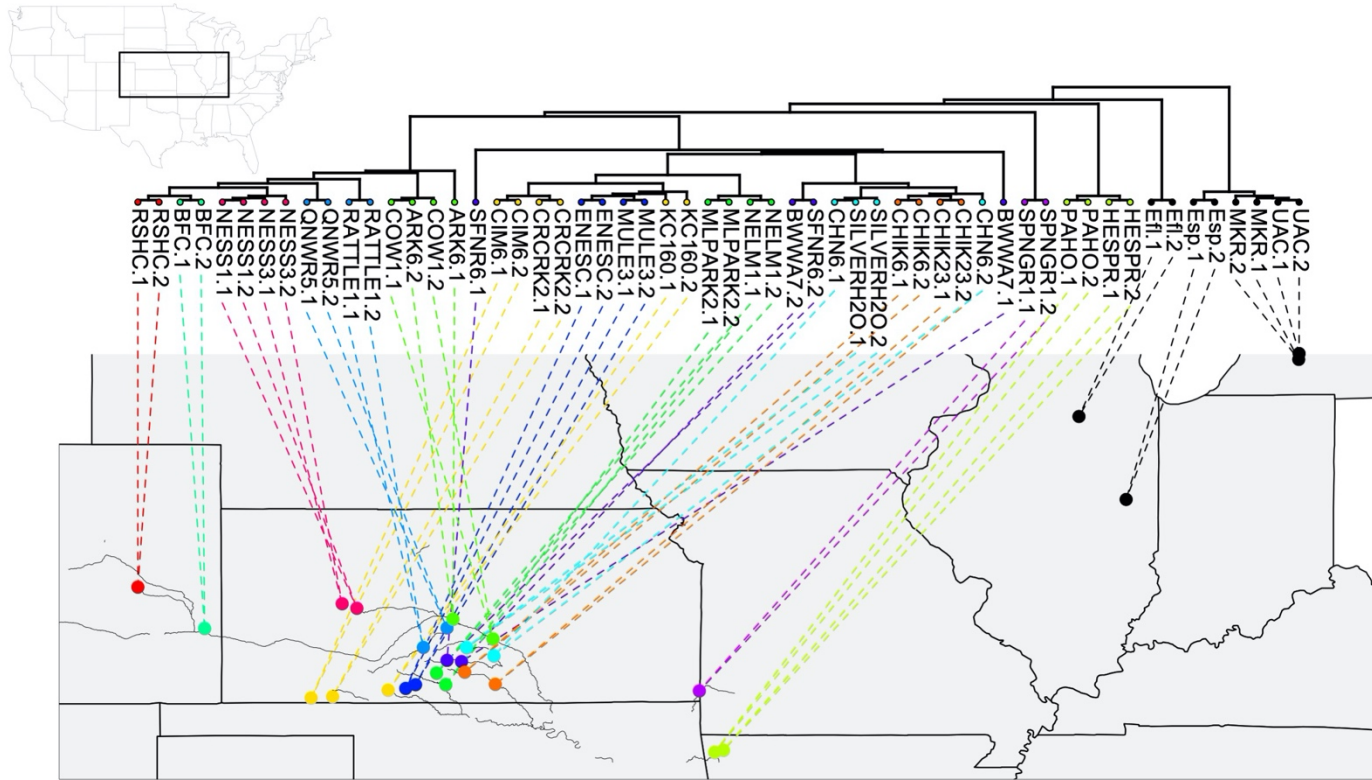 RSHC.1
RSHC.2
BFC.1
BFC.2
NESS1.1
NESS1.2
NESS3.1
NESS3.2
QNWR5.1
QNWR5.2
RATTLE1.1
RATTLE1.2
COW1.1
ARK6.2
COW1.2
ARK6.1
SFNR6.1
CIM6.1
CIM6.2
CRCRK2.1
CRCRK2.2
ENESC.1
ENESC.2
MULE3.1
MULE3.2
KC160.1
KC160.2
MLPARK2.1
MLPARK2.2
NELM1.1
NELM1.2
BWWA7.2
SFNR6.2
CHN6.1
SILVERH2O.1
SILVERH2O.2
CHIK6.1
CHIK6.2
CHIK23.1
CHIK23.2
CHN6.2
BWWA7.1
SPNGR1.1
SPNGR1.2
PAHO.1
PAHO.2
HESPR.1
HESPR.2
Efl.1
Efl.2
Esp.1
Esp.2
MKR.2
MKR.1
UAC.1
UAC.2